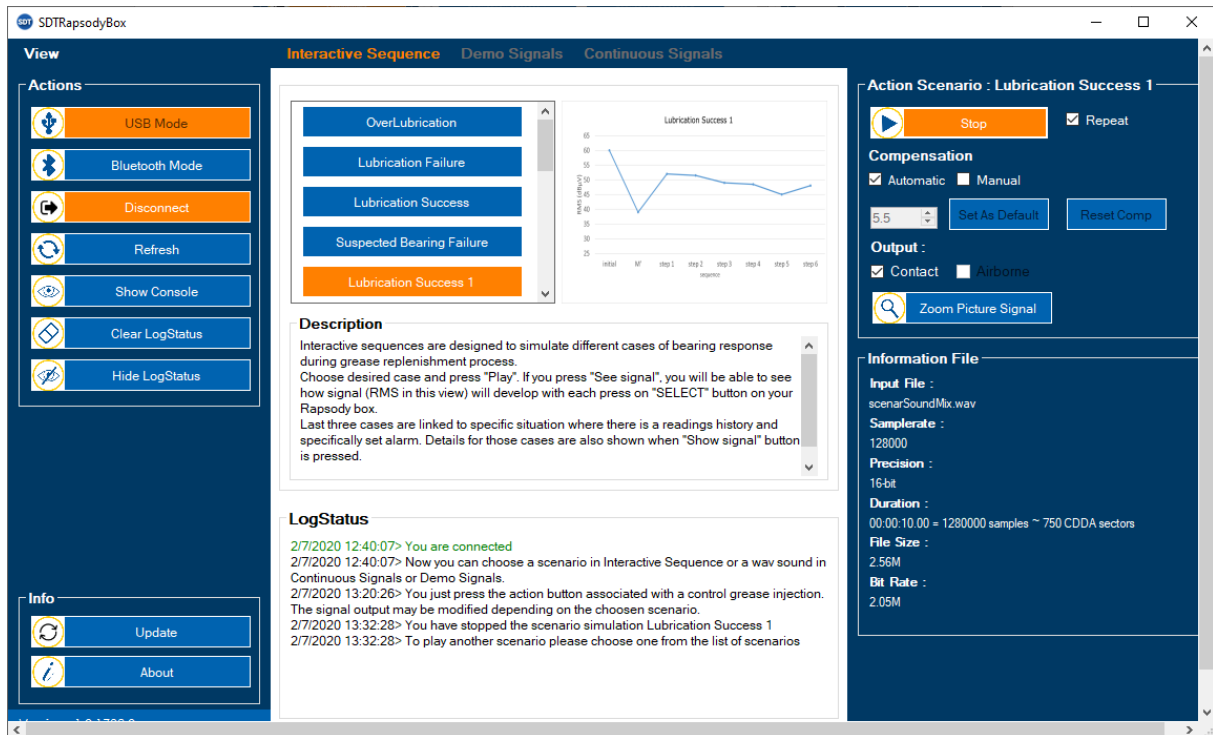 SDT SDTRapsodyBox
View
Interactive Sequence Demo Signals Continuous Signals
Actions
USB Mode
Bluetooth Mode
Disconnect
Refresh
Show Console
Clear LogStatus
Hide LogStatus
Info
Update
About
OverLubrication
Lubrication Failure
Lubrication Success
Suspected Bearing Failure
Lubrication Success 1
Lubrication Success 1
RMS (dBµV)
65
60
55
50
45
40
35
30
25
initial M1 step 1 step 2 step 3 step 4 step 5 step 6
sequence
Description
Interactive sequences are designed to simulate different cases of bearing response
during grease replenishment process.
Choose desired case and press "Play". If you press "See signal", you will be able to see
how signal (RMS in this view) will develop with each press on "SELECT" button on your
Rapsody box.
Last three cases are linked to specific situation where there is a readings history and
specifically set alarm. Details for those cases are also shown when "Show signal" button
is pressed.
LogStatus
2/7/2020 12:40:07> You are connected
2/7/2020 12:40:07> Now you can choose a scenario in Interactive Sequence or a wav sound in
Continuous Signals or Demo Signals.
2/7/2020 13:20:26> You just press the action button associated with a control grease injection.
The signal output may be modified depending on the choosen scenario.
2/7/2020 13:32:28> You have stopped the scenario simulation Lubrication Success 1
2/7/2020 13:32:28> To play another scenario please choose one from the list of scenarios
Action Scenario : Lubrication Success 1
Stop Repeat
Compensation
Automatic Manual
5.5 Set As Default Reset Comp
Output :
Contact Airborne
Zoom Picture Signal
Information File
Input File :
scenarSoundMix.wav
Samplerate :
128000
Precision :
16-bit
Duration :
00:00:10.00 = 1280000 samples ~ 750 CDDA sectors
File Size :
2.56M
Bit Rate :
2.05M